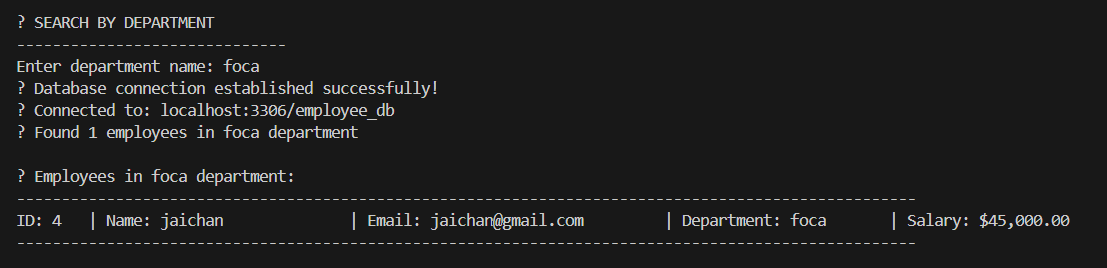 ? SEARCH BY DEPARTMENT
------------------------------
Enter department name: foca
? Database connection established successfully!
? Connected to: localhost:3306/employee_db
? Found 1 employees in foca department
? Employees in foca department:
----------------------------------------------------------------------------------------------------
ID: 4   | Name: jaichan              | Email: jaichan@gmail.com         | Department: foca       | Salary: $45,000.00
----------------------------------------------------------------------------------------------------